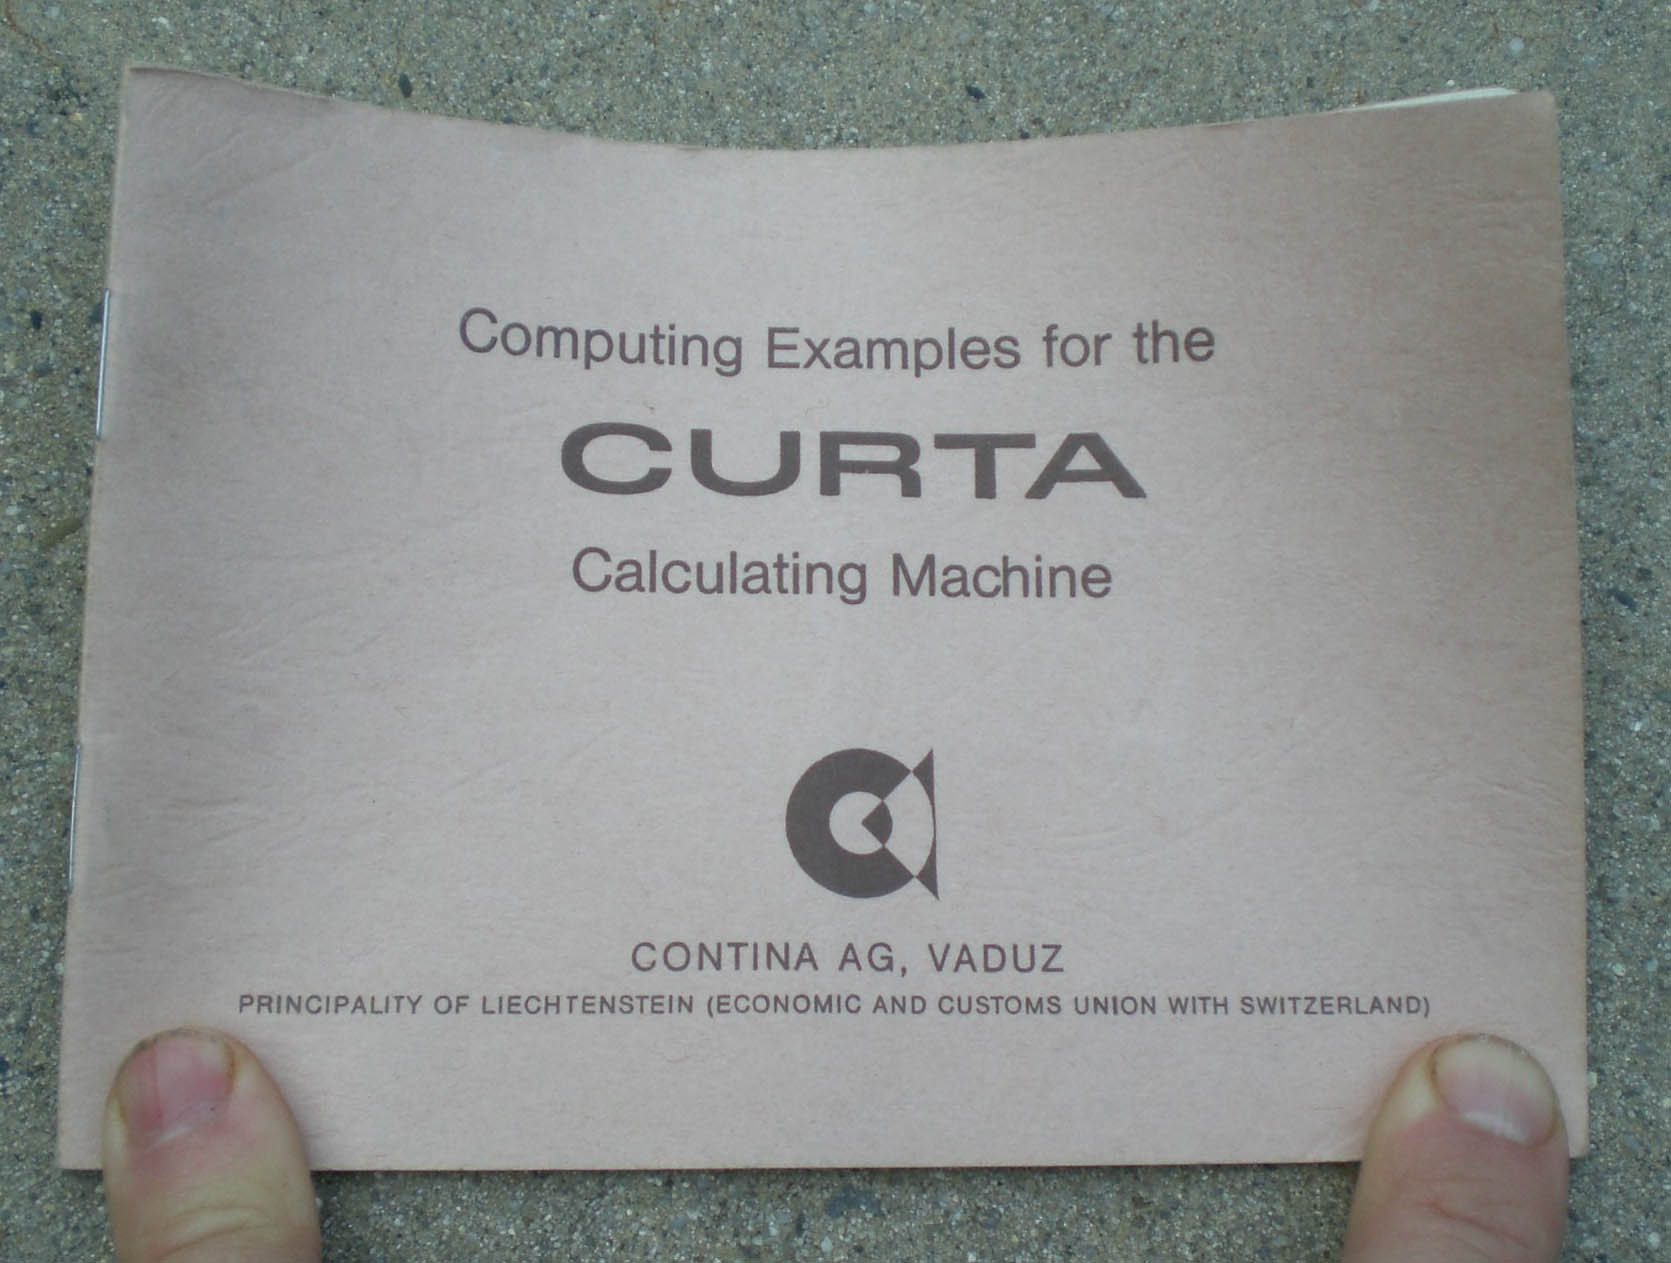 Computing Examples for the
CURTA
Calculating Machine
CONTINA AG, VADUZ
PRINCIPALITY OF LIECHTENSTEIN (ECONOMIC AND CUSTOMS UNION WITH SWITZERLAND)